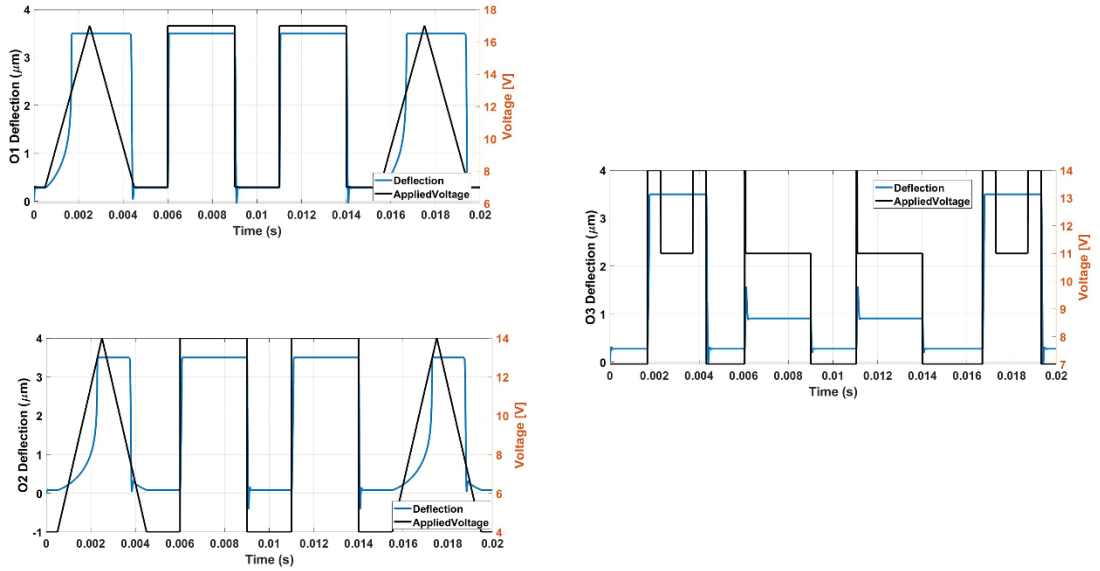 O1 Deflection (μm)
4
3
2
1
0
18
16
14
12
10
8
6
Voltage [V]
Deflection
AppliedVoltage
0 0.002 0.004 0.006 0.008 0.01 0.012 0.014 0.016 0.018 0.02
Time (s)
O3 Deflection (μm)
4
3
2
1
0
14
13
12
11
10
9
8
7
Voltage [V]
Deflection
AppliedVoltage
0 0.002 0.004 0.006 0.008 0.01 0.012 0.014 0.016 0.018 0.02
Time (s)
O2 Deflection (μm)
4
3
2
1
0
-1
14
12
10
8
6
4
Voltage [V]
Deflection
AppliedVoltage
0 0.002 0.004 0.006 0.008 0.01 0.012 0.014 0.016 0.018 0.02
Time (s)